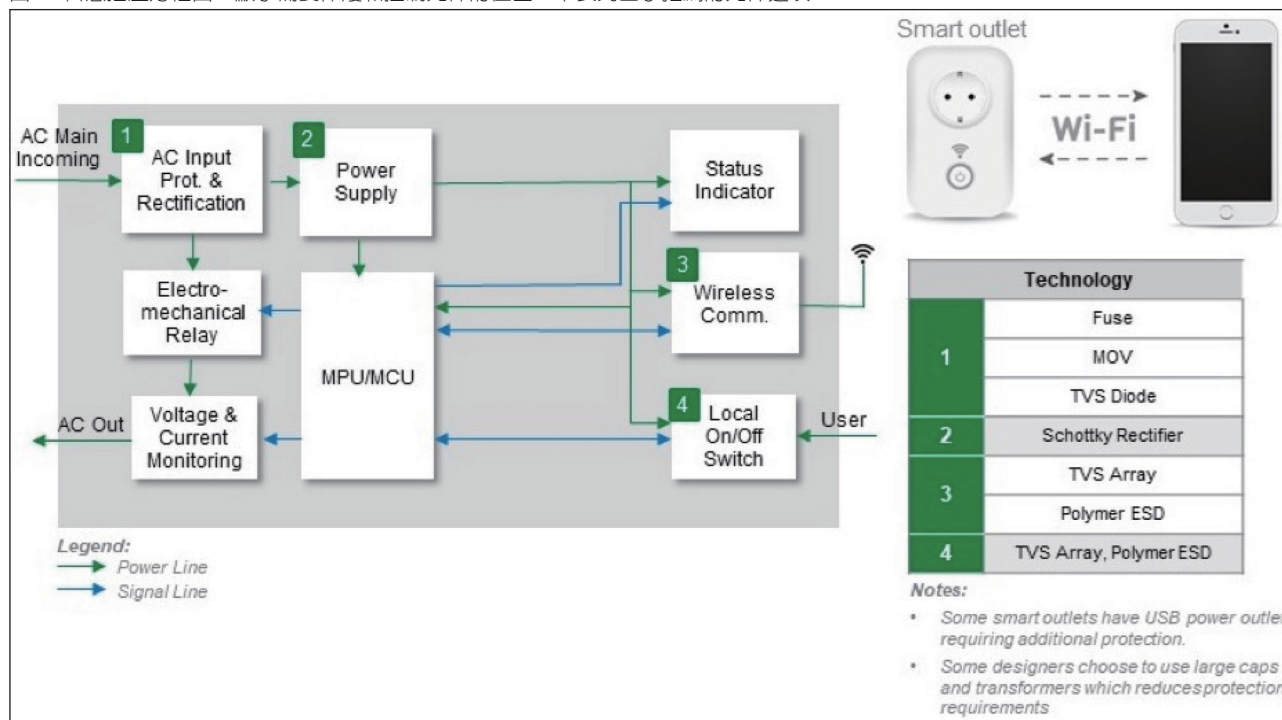 Smart outlet
Wi-Fi
AC Main
Incoming
1
AC Input
Prot. &
Rectification
2
Power
Supply
Status
Indicator
Electro-
mechanical
Relay
MPU/MCU
3
Wireless
Comm.
AC Out
Voltage &
Current
Monitoring
4
Local
On/Off
Switch
User
Legend:
Power Line
Signal Line
Technology
1
Fuse
MOV
TVS Diode
2
Schottky Rectifier
3
TVS Array
Polymer ESD
4
TVS Array, Polymer ESD
Notes:
• Some smart outlets have USB power outlet
requiring additional protection.
• Some designers choose to use large caps
and transformers which reduces protection
requirements